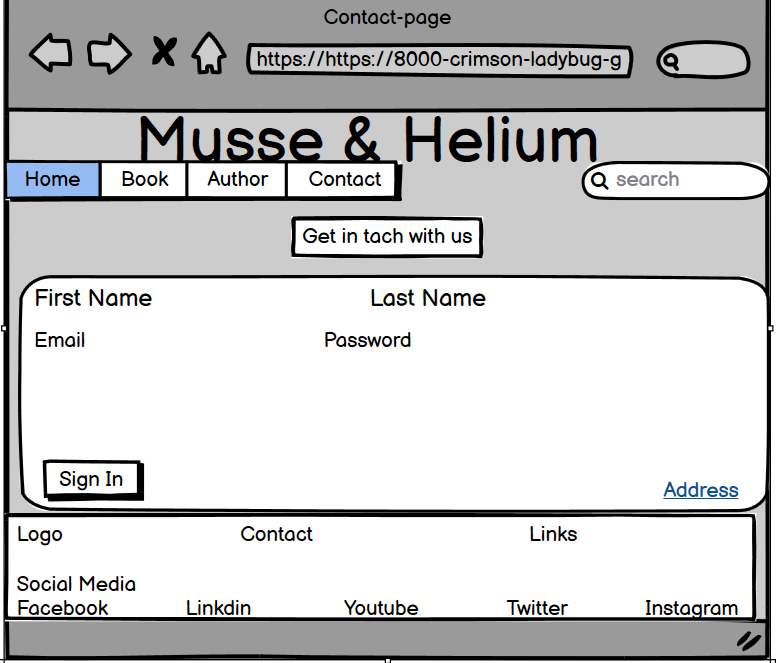 Contact-page
https://https://8000-crimson-ladybug-g
Musse & Helium
Home Book Author Contact search
Get in tach with us
First Name Last Name
Email Password
Sign In
Address
Logo Contact Links
Social Media
Facebook Linkdin Youtube Twitter Instagram